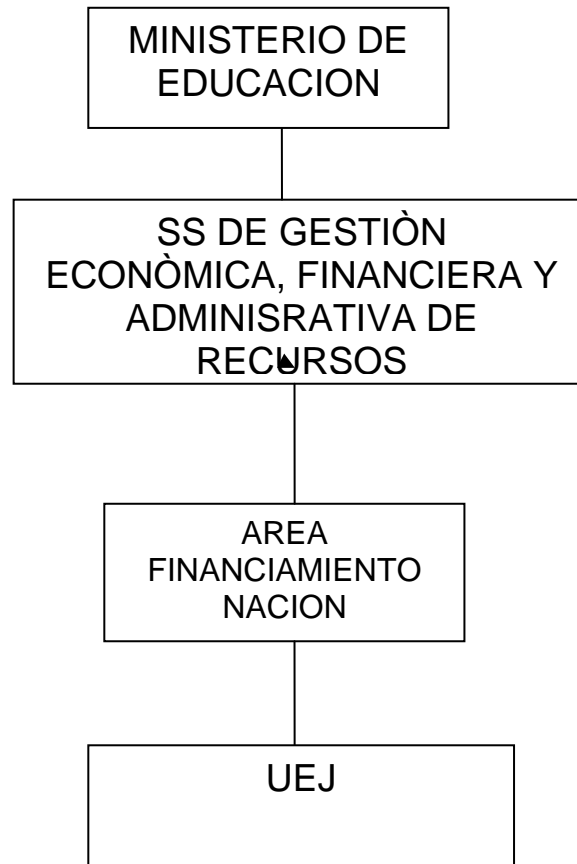 MINISTERIO DE
EDUCACION
SS DE GESTIÒN
ECONÒMICA, FINANCIERA Y
ADMINISRATIVA DE
RECURSOS
AREA
FINANCIAMIENTO
NACION
UEJ